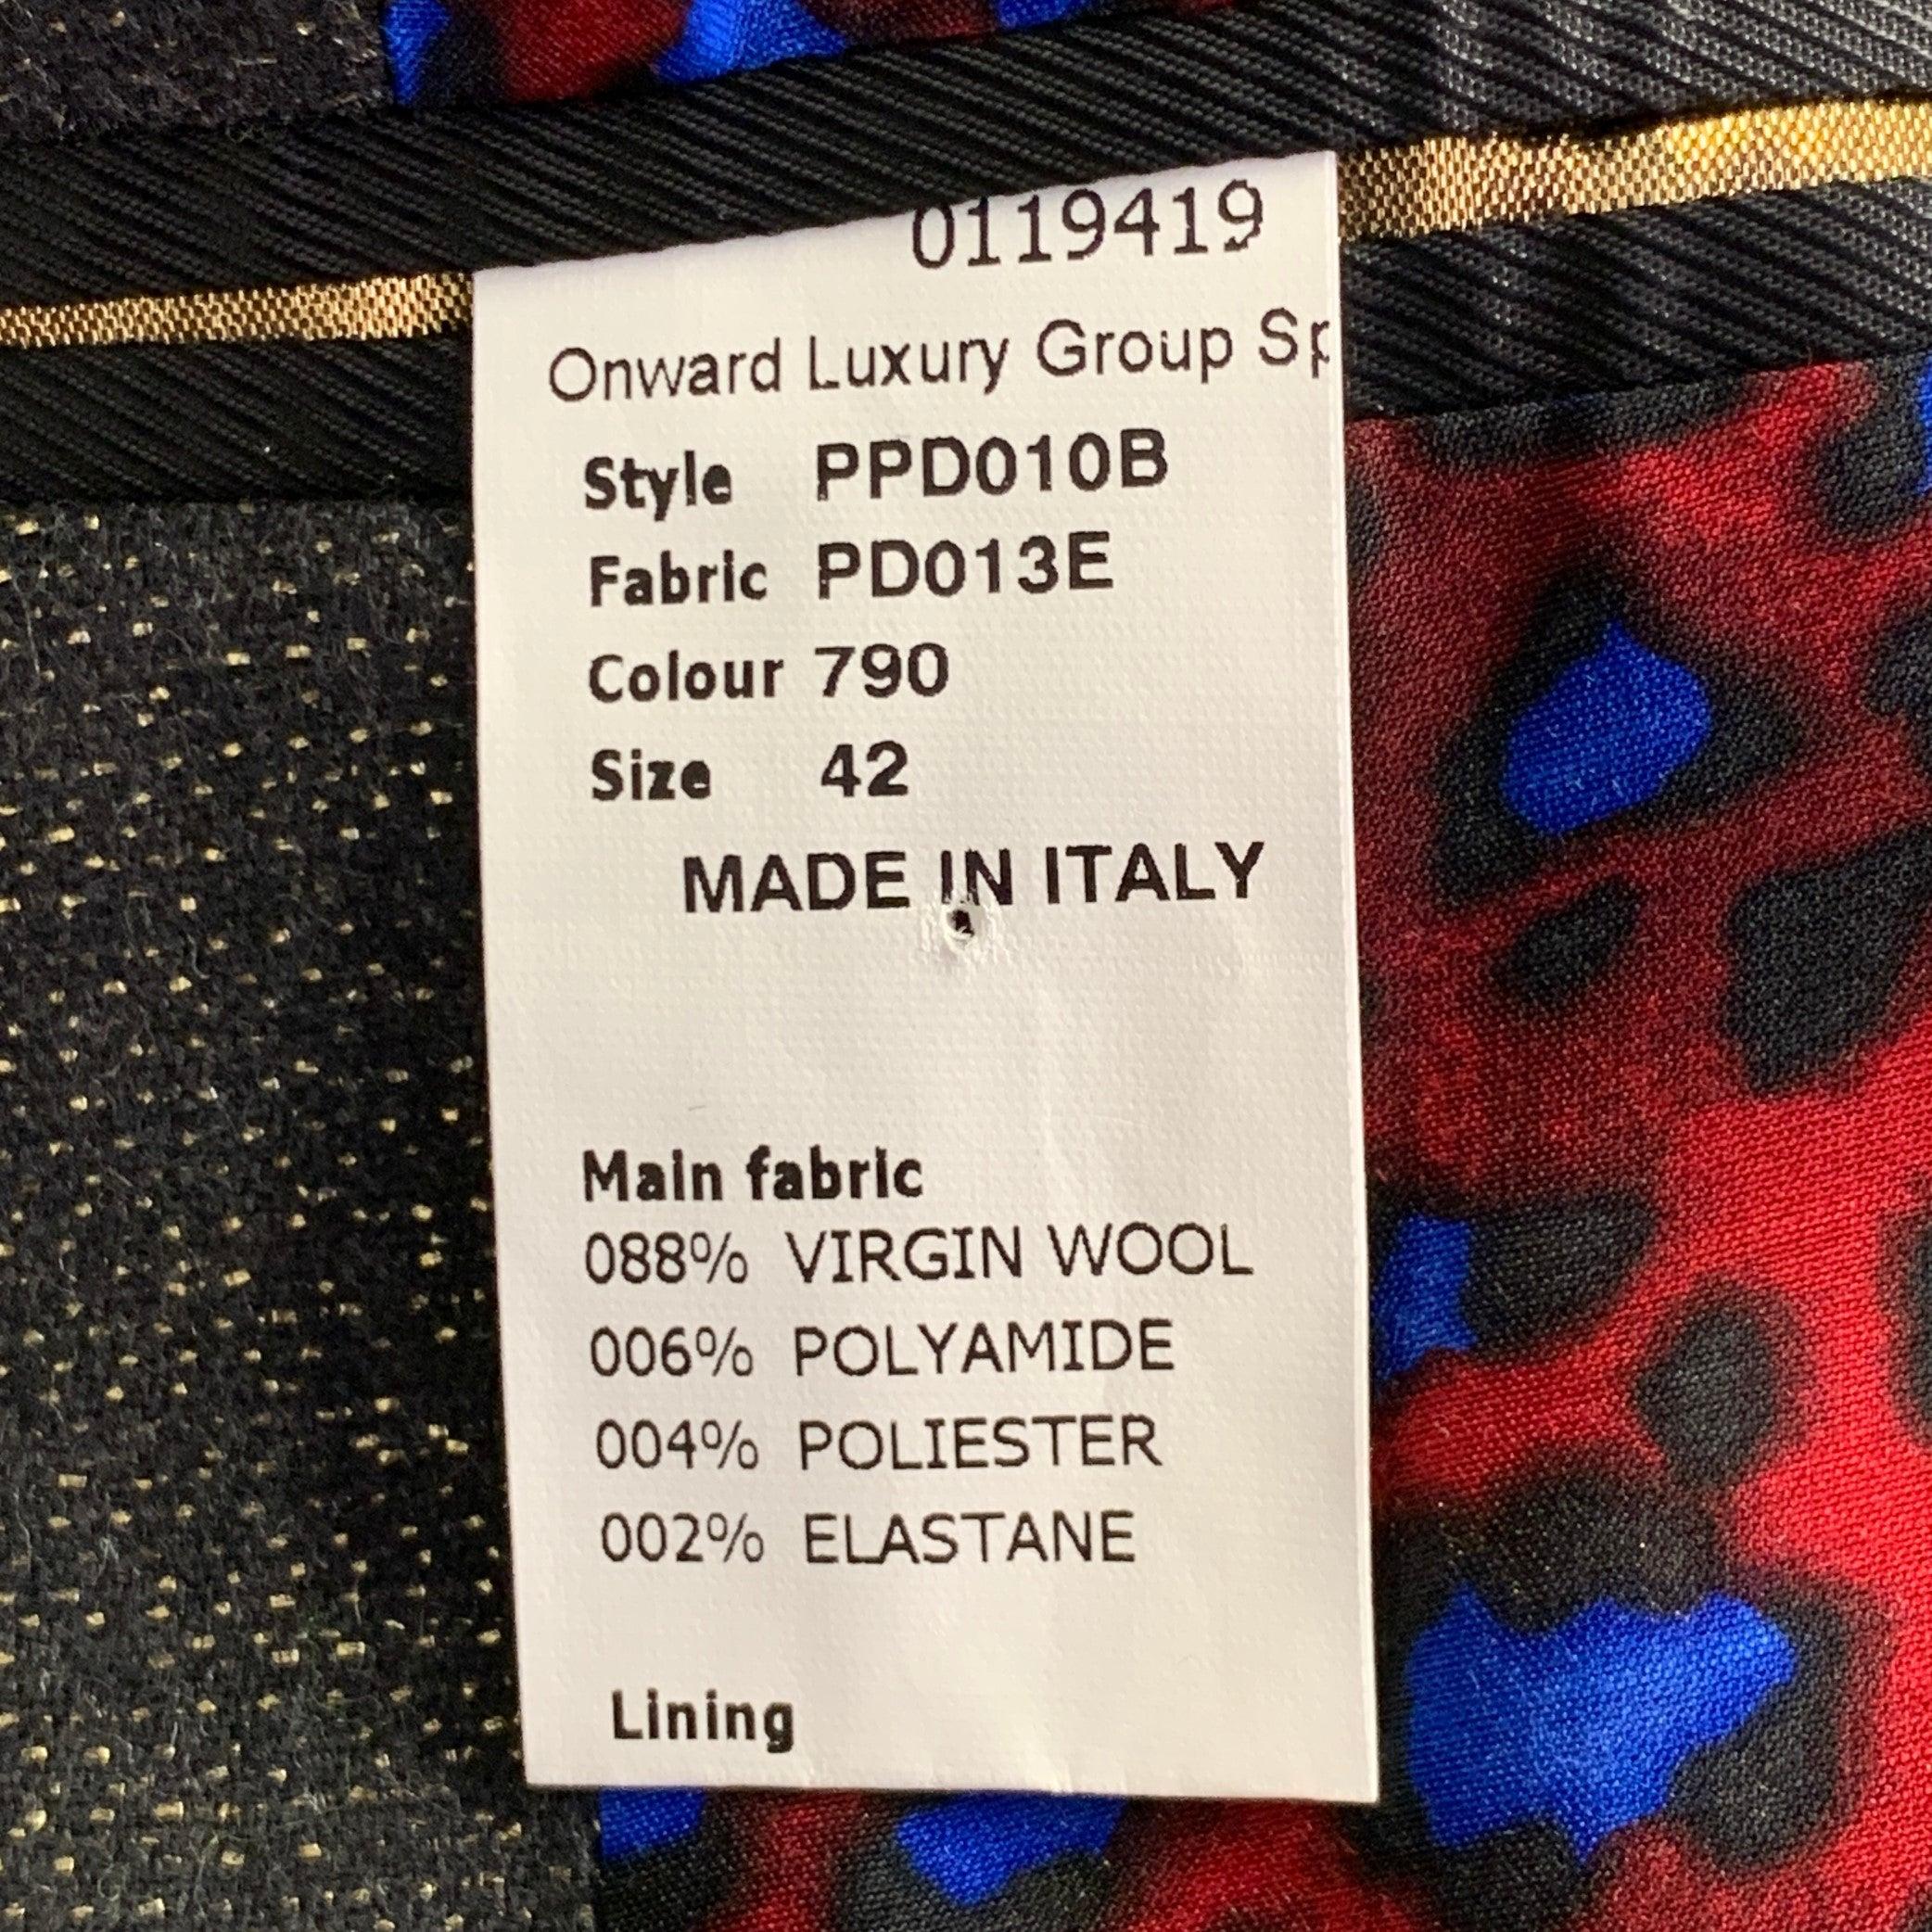 0119419
Onward Luxury Group Sp
Style PPD010B
Fabric PD013E
Colour 790
Size 42
MADE IN ITALY
Main fabric
088% VIRGIN WOOL
006% POLYAMIDE
004% POLIESTER
002% ELASTANE
Lining